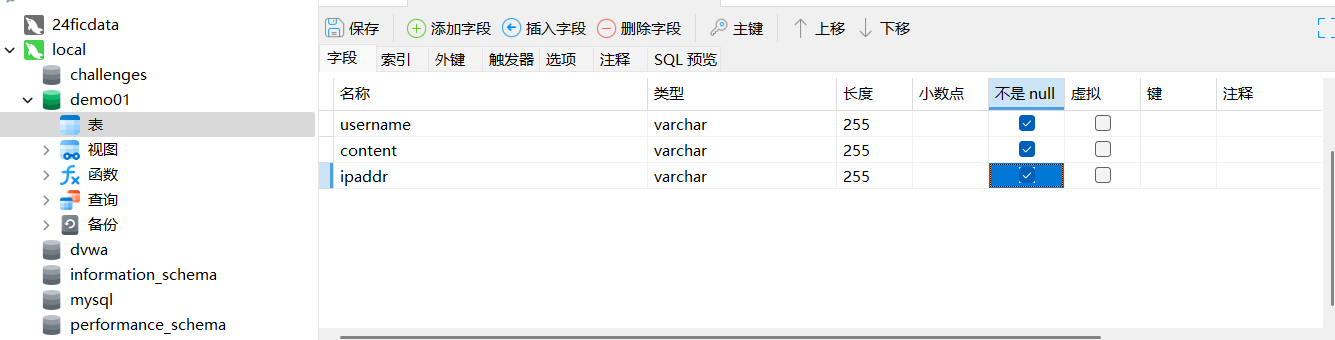 24ficdata
local
challenges
demo01
表
视图
函数
查询
备份
dvwa
information_schema
mysql
performance_schema
保存 添加字段 插入字段 删除字段 主键 上移 下移
字段 索引 外键 触发器 选项 注释 SQL 预览
名称 类型 长度 小数点 不是 null 虚拟 键 注释
username varchar 255
content varchar 255
ipaddr varchar 255